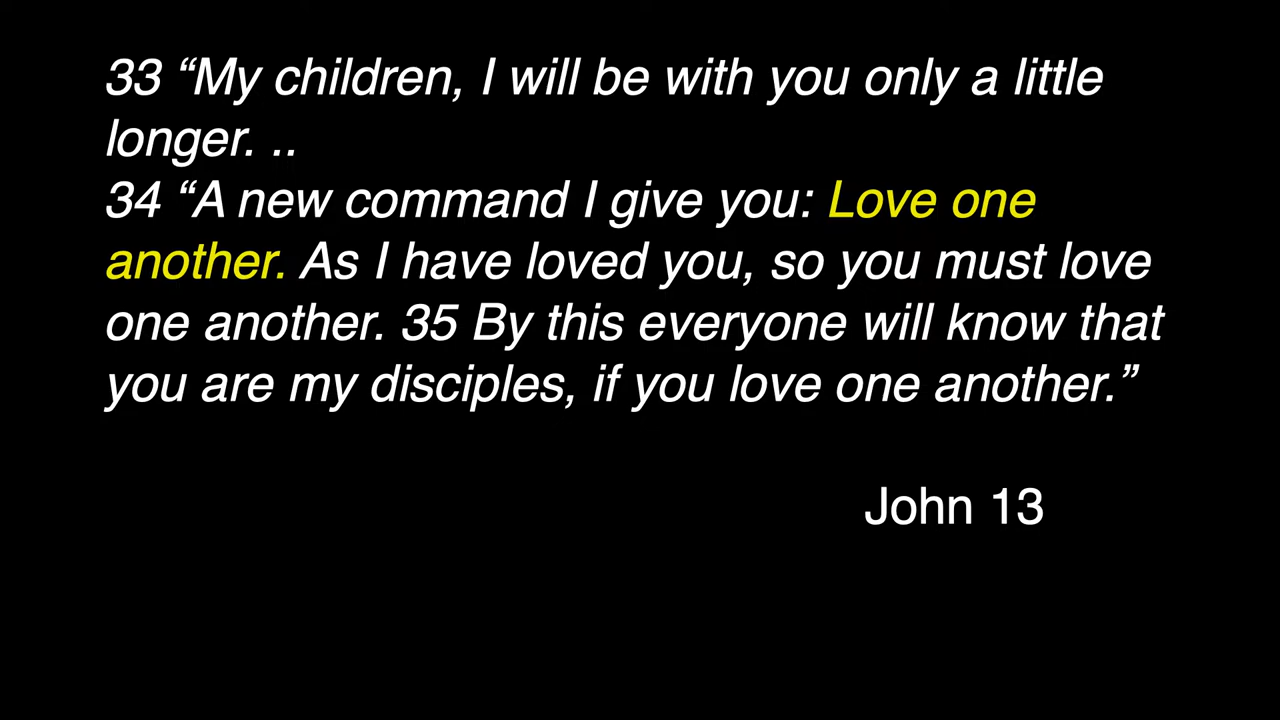 33 “My children, I will be with you only a little
longer. ..
34 “A new command I give you: Love one
another. As I have loved you, so you must love
one another. 35 By this everyone will know that
you are my disciples, if you love one another.”
John 13